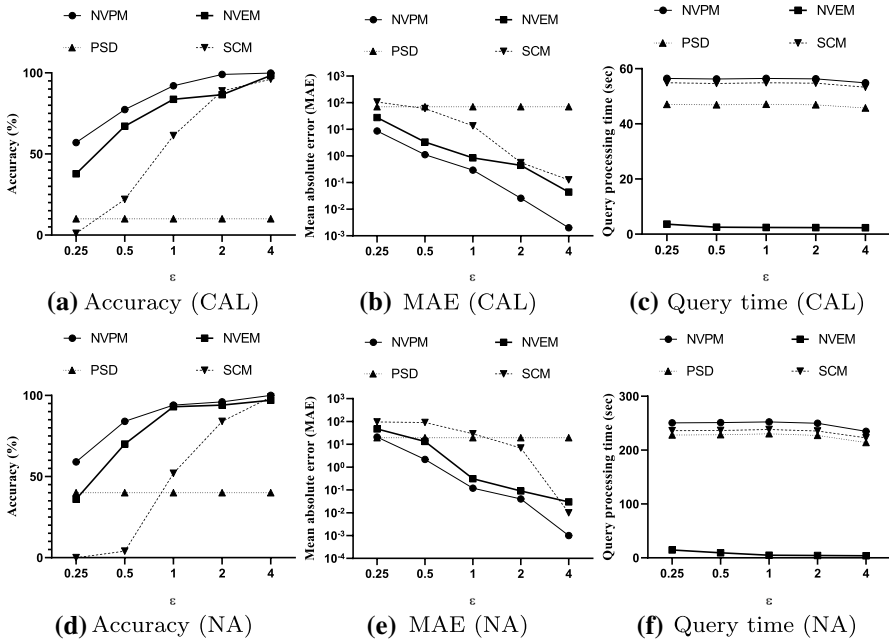 NVPM NVEM
PSD SCM
Accuracy (%)
100
50
0
0.25 0.5 1 2 4
ε
(a) Accuracy (CAL)
NVPM NVEM
PSD SCM
Mean absolute error (MAE)
10³
10²
10¹
10⁰
10⁻¹
10⁻²
10⁻³
0.25 0.5 1 2 4
ε
(b) MAE (CAL)
NVPM NVEM
PSD SCM
Query processing time (sec)
60
40
20
0
0.25 0.5 1 2 4
ε
(c) Query time (CAL)
NVPM NVEM
PSD SCM
Accuracy (%)
100
50
0
0.25 0.5 1 2 4
ε
(d) Accuracy (NA)
NVPM NVEM
PSD SCM
Mean absolute error (MAE)
10³
10²
10¹
10⁰
10⁻¹
10⁻²
10⁻³
10⁻⁴
0.25 0.5 1 2 4
ε
(e) MAE (NA)
NVPM NVEM
PSD SCM
Query processing time (sec)
300
200
100
0
0.25 0.5 1 2 4
ε
(f) Query time (NA)